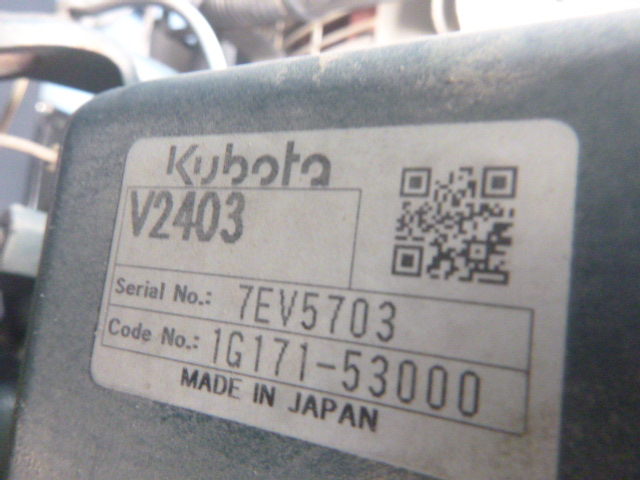 Kubota
V2403
Serial No.: 7EV5703
Code No.: 1G171-53000
MADE IN JAPAN